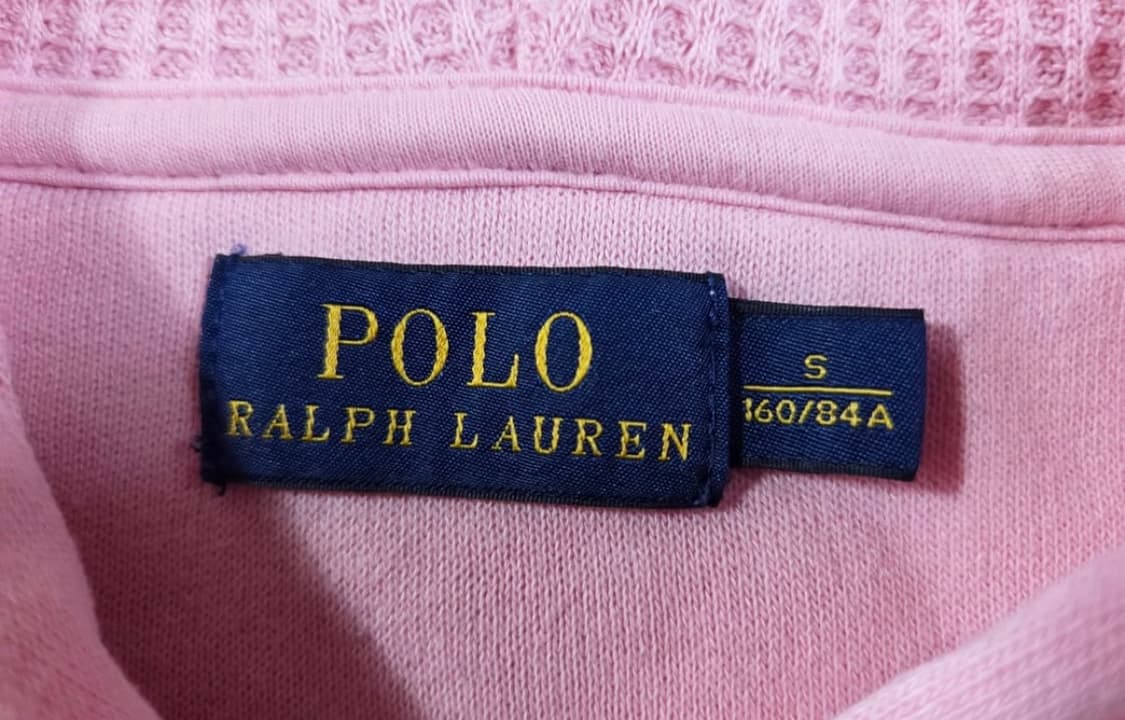 POLO
RALPH LAUREN
S
160/84A